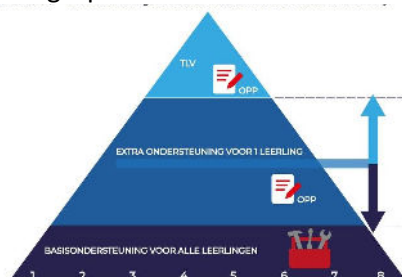 TLV
OPP
EXTRA ONDERSTEUNING VOOR 1 LEERLING
OPP
BASISONDERSTEUNING VOOR ALLE LEERLINGEN
1 2 3 4 5 6 7 8